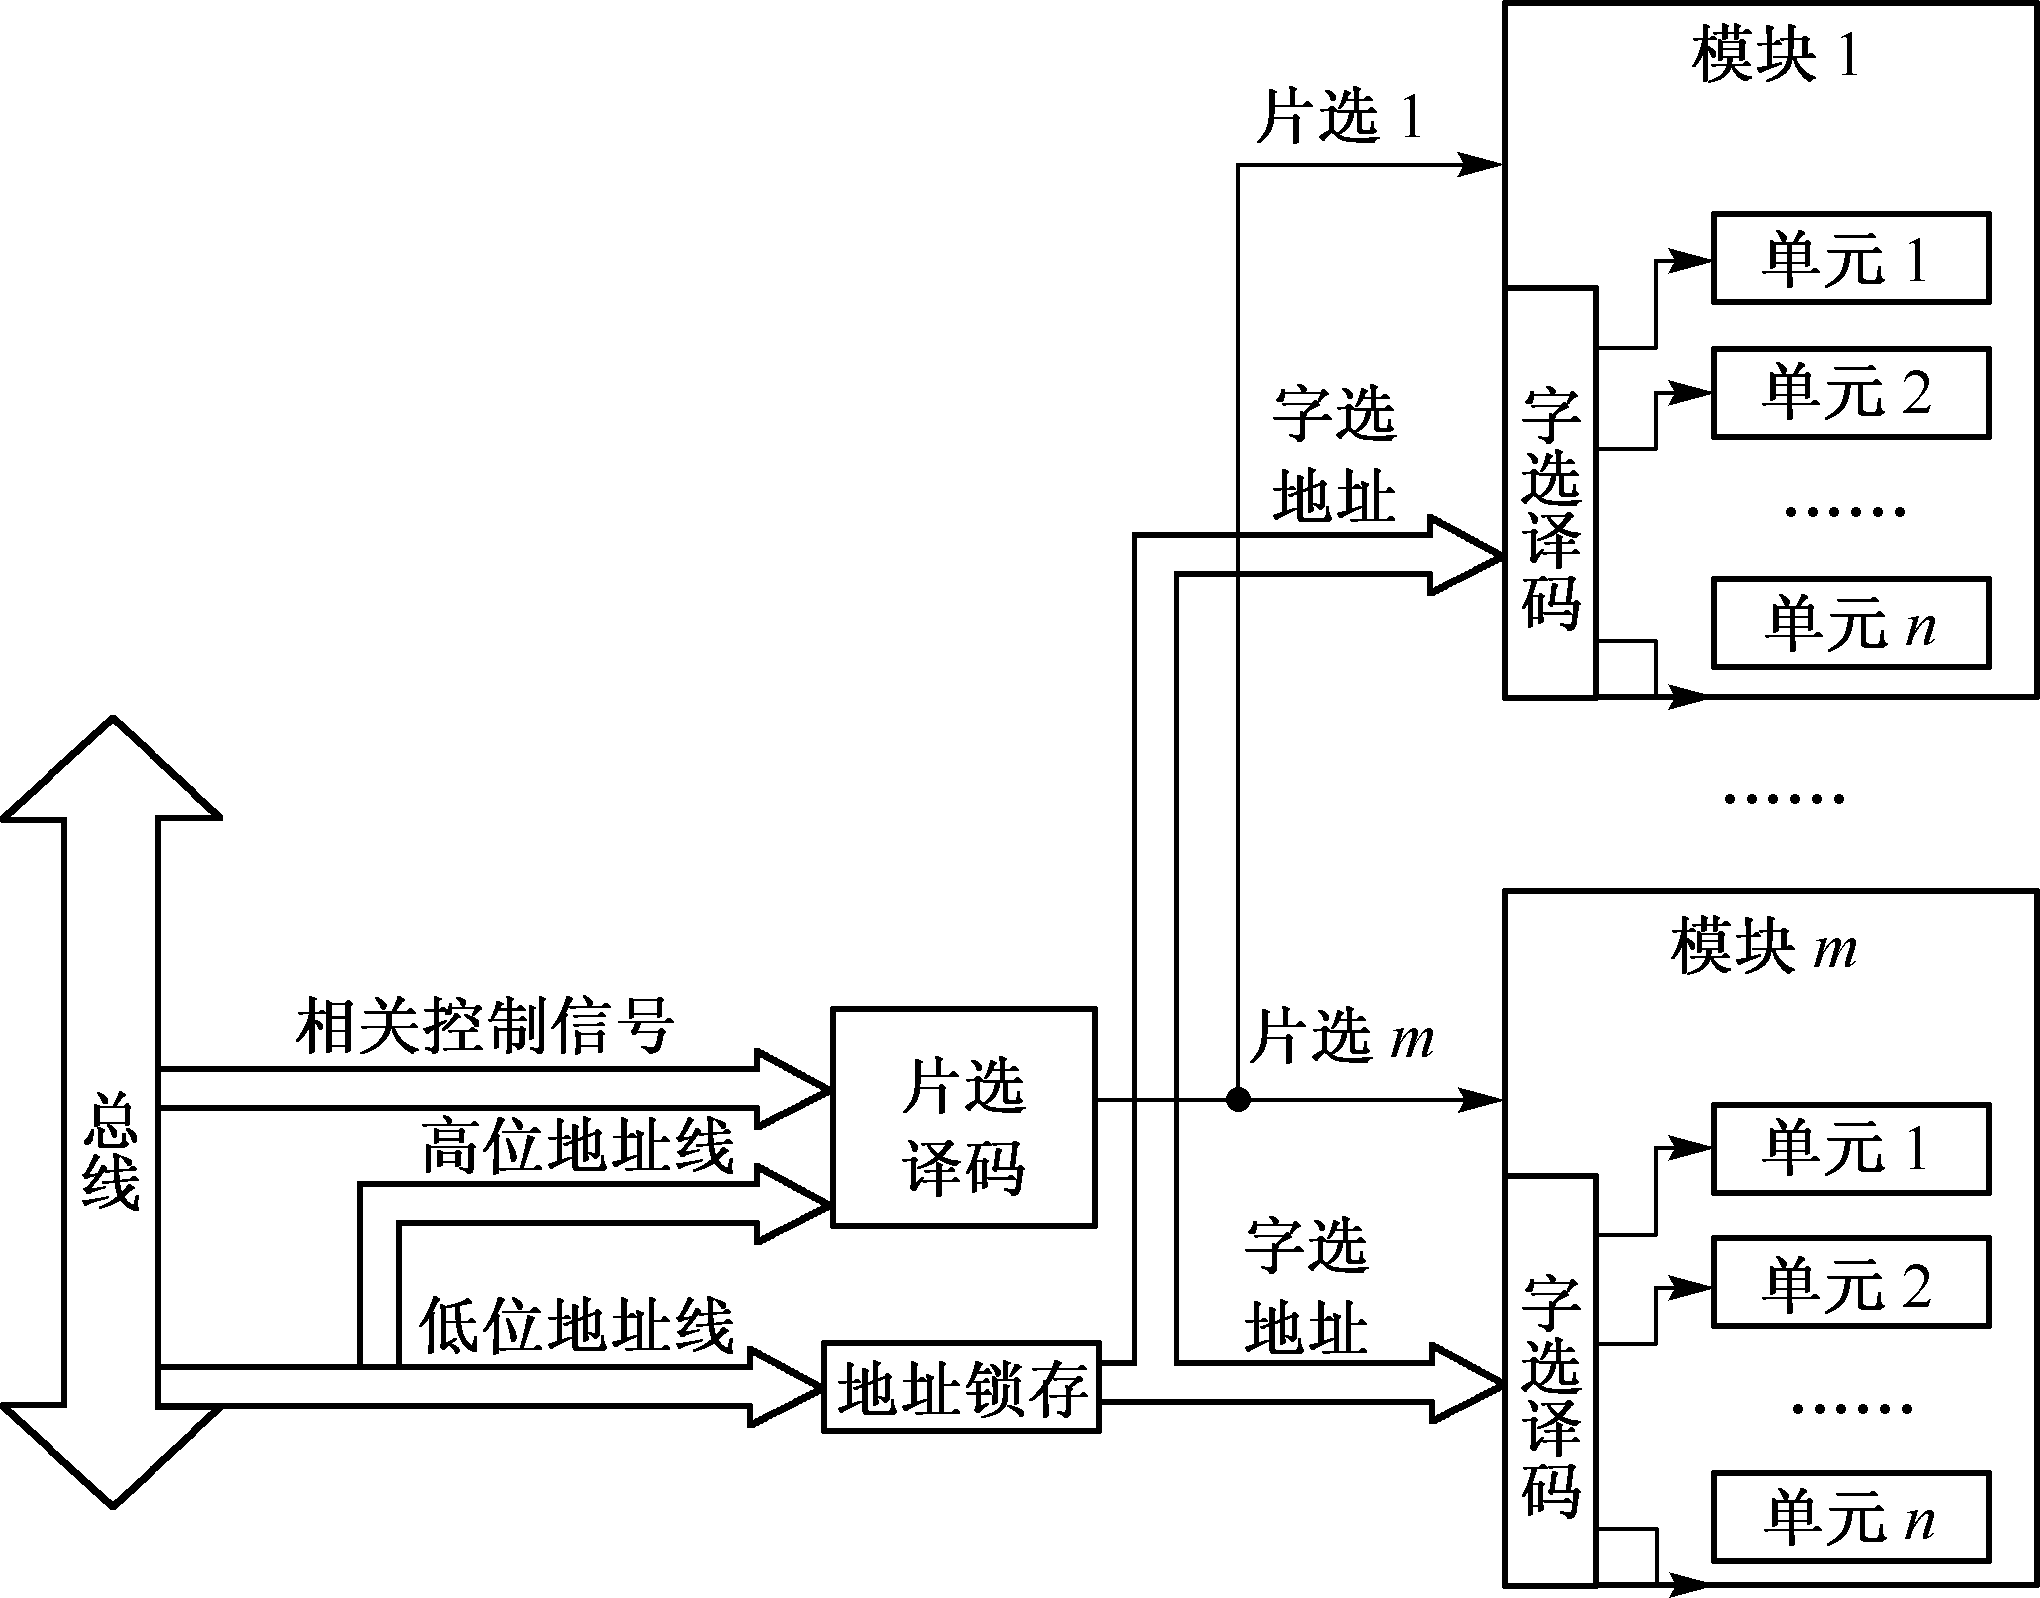 模块 1
片选 1
单元 1
单元 2
字选
地址
字选译码
……
单元 n
……
模块 m
相关控制信号
片选 m
片选
译码
总线
高位地址线
单元 1
字选
地址
单元 2
低位地址线
地址锁存
字选译码
……
单元 n